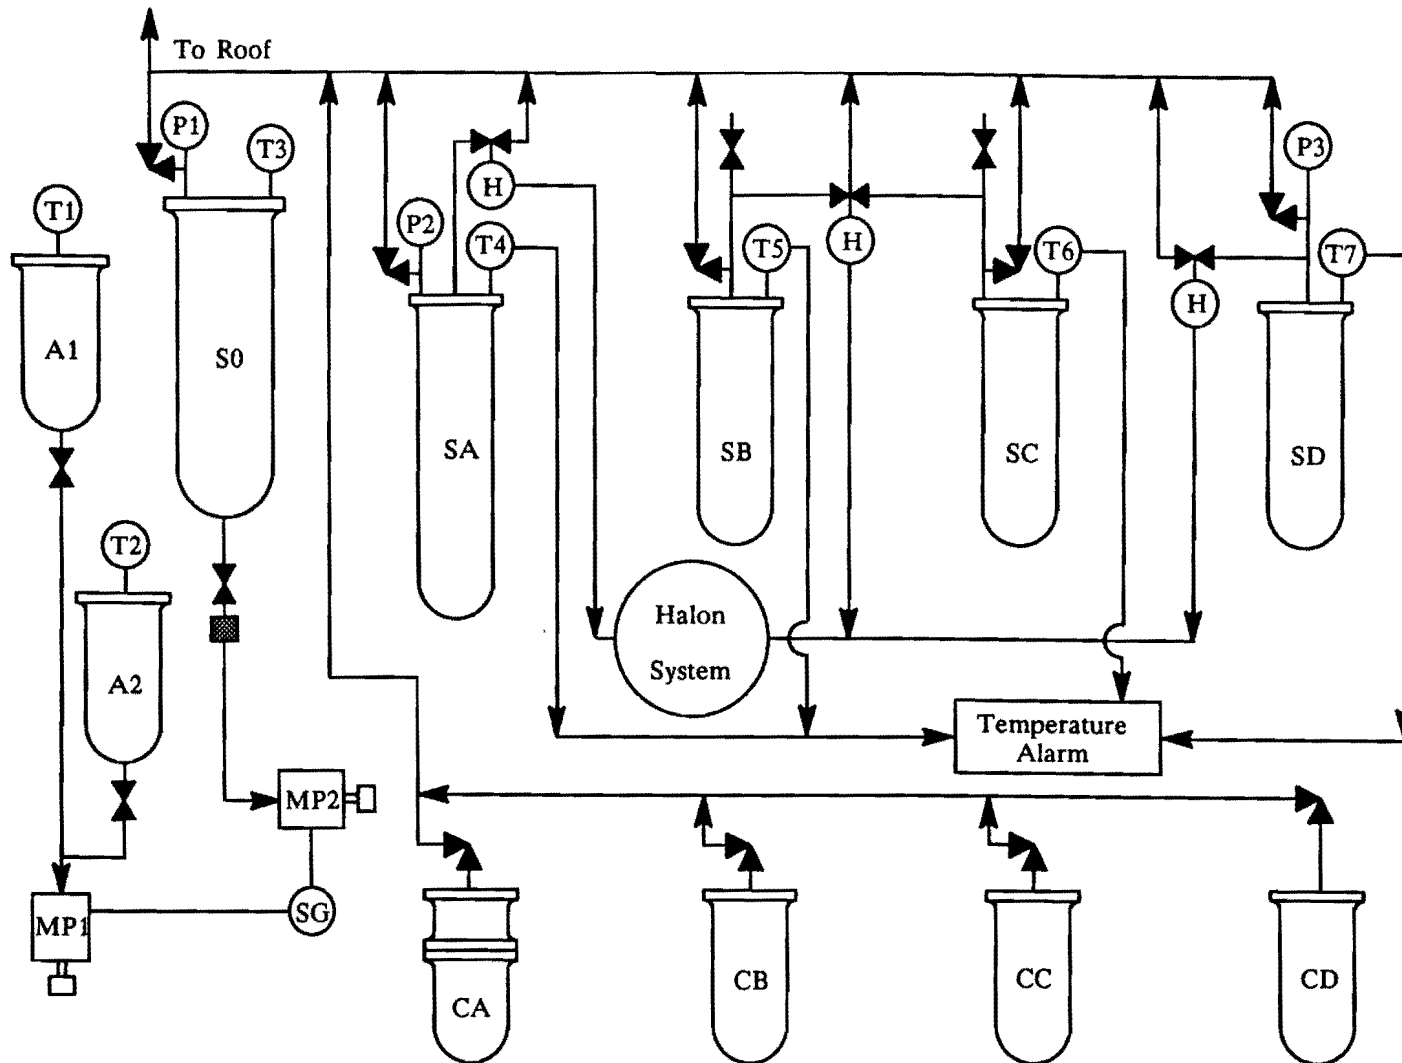 To Roof
P1
T3
P3
T1
H
P2
T4
T5
H
T6
T7
H
A1
S0
SA
SB
SC
SD
T2
Halon
System
A2
Temperature
Alarm
MP2
MP1
SG
CA
CB
CC
CD